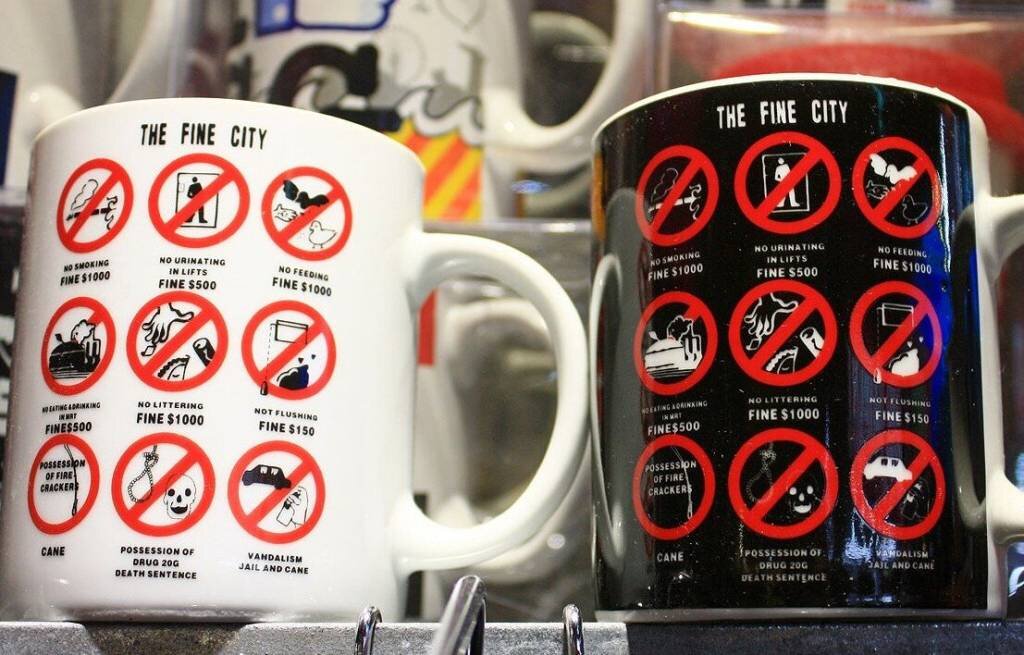 THE FINE CITY
NO SMOKING
FINE $1000
NO URINATING
IN LIFTS
FINE $500
NO FEEDING
FINE $1000
NO EATING & DRINKING
IN MRT
FINE$500
NO LITTERING
FINE $1000
NOT FLUSHING
FINE $150
POSSESSION
OF FIRE-
CRACKERS
CANE
POSSESSION OF
DRUG 20G
DEATH SENTENCE
VANDALISM
JAIL AND CANE
THE FINE CITY
NO SMOKING
FINE $1000
NO URINATING
IN LIFTS
FINE $500
NO FEEDING
FINE $1000
NO EATING & DRINKING
IN MRT
FINE$500
NO LITTERING
FINE $1000
NOT FLUSHING
FINE $150
POSSESSION
OF FIRE-
CRACKERS
CANE
POSSESSION OF
DRUG 20G
DEATH SENTENCE
VANDALISM
JAIL AND CANE